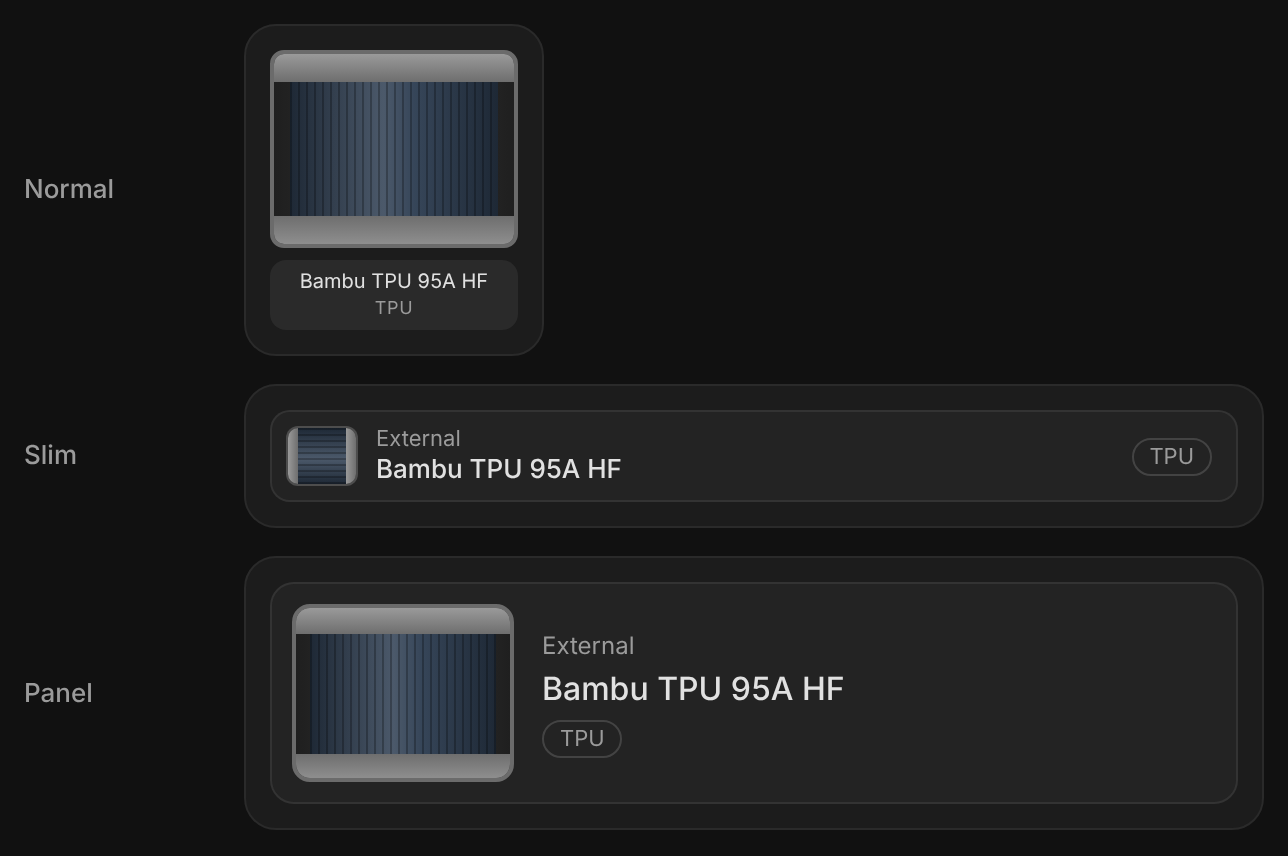 Normal
Bambu TPU 95A HF
TPU
Slim
External
Bambu TPU 95A HF
TPU
Panel
External
Bambu TPU 95A HF
TPU